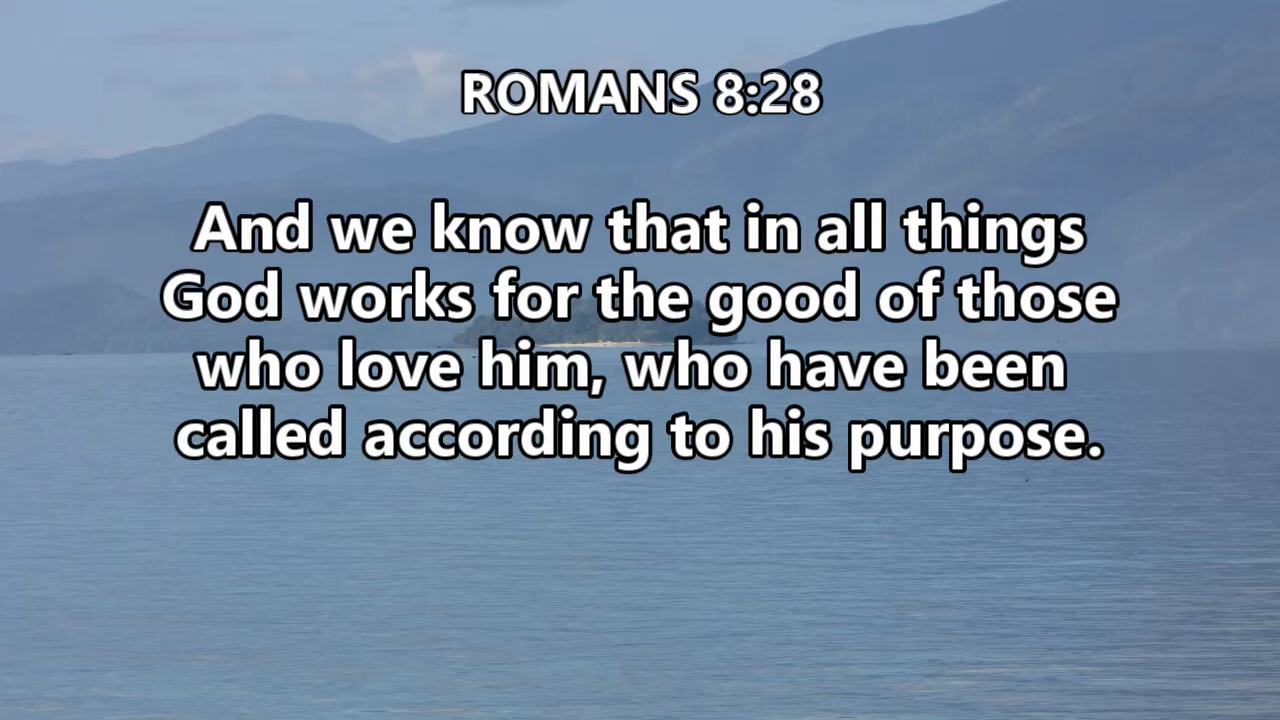 ROMANS 8:28
And we know that in all things
God works for the good of those
who love him, who have been
called according to his purpose.